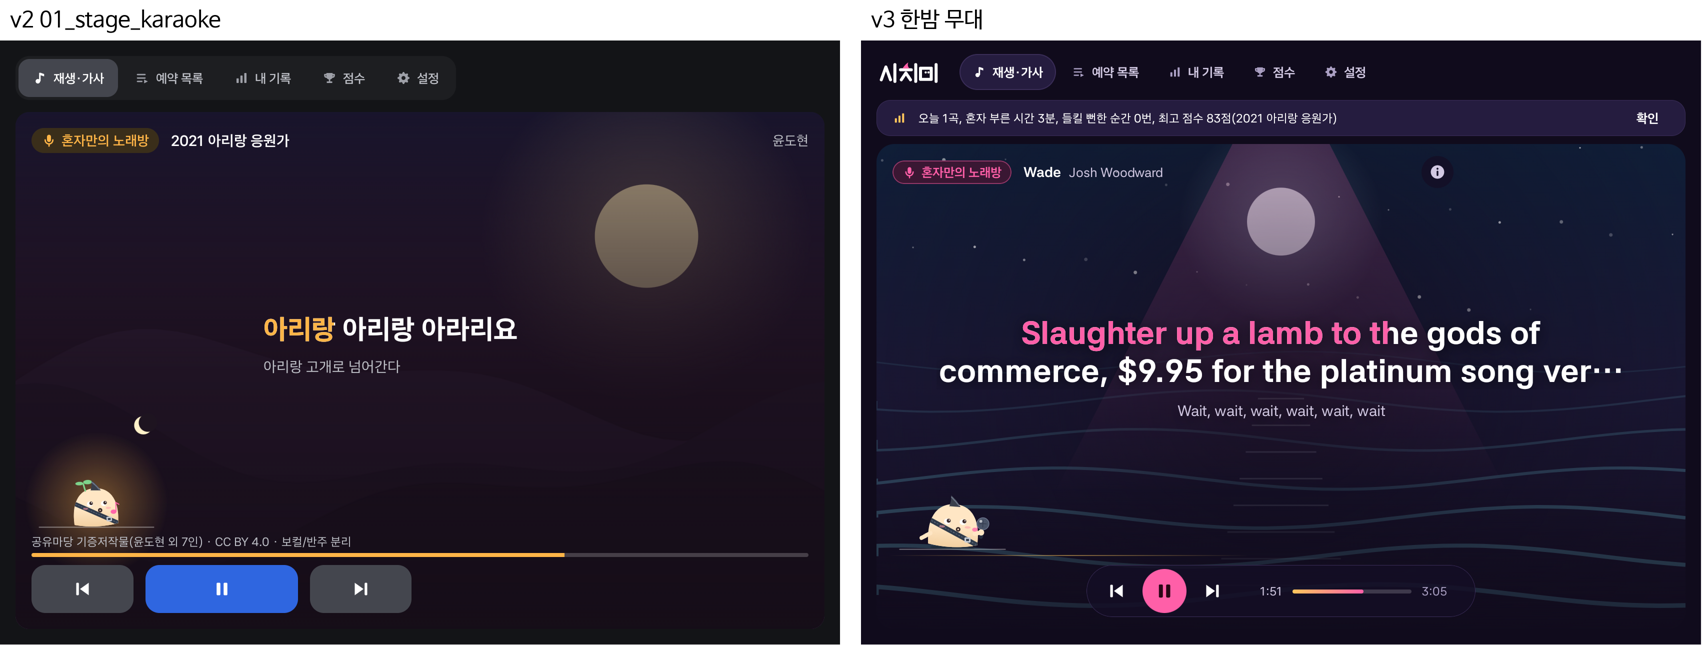 v2 01_stage_karaoke
재생·가사
예약 목록
내 기록
점수
설정
혼자만의 노래방
2021 아리랑 응원가
윤도현
아리랑 아리랑 아라리요
아리랑 고개로 넘어간다
공유마당 기증저작물(윤도현 외 7인) · CC BY 4.0 · 보컬/반주 분리
v3 한밤 무대
시치미
재생·가사
예약 목록
내 기록
점수
설정
오늘 1곡, 혼자 부른 시간 3분, 들킬 뻔한 순간 0번, 최고 점수 83점(2021 아리랑 응원가)
확인
혼자만의 노래방
Wade
Josh Woodward
Slaughter up a lamb to the gods of
commerce, $9.95 for the platinum song ver···
Wait, wait, wait, wait, wait, wait
1:51
3:05